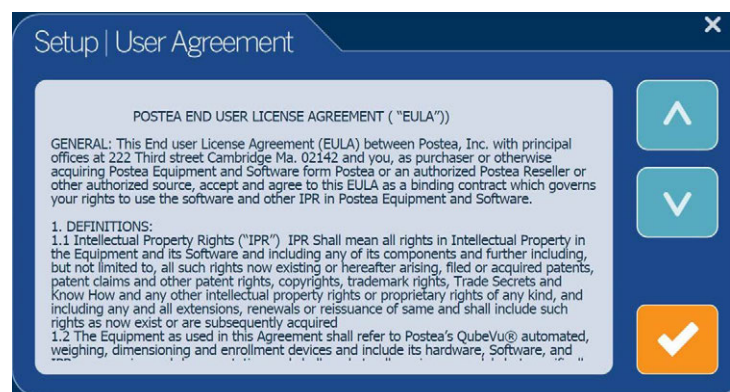 Setup | User Agreement
POSTEA END USER LICENSE AGREEMENT ( "EULA"))
GENERAL: This End user License Agreement (EULA) between Postea, Inc. with principal
offices at 222 Third street Cambridge Ma. 02142 and you, as purchaser or otherwise
acquiring Postea Equipment and Software form Postea or an authorized Postea Reseller or
other authorized source, accept and agree to this EULA as a binding contract which governs
your rights to use the software and other IPR in Postea Equipment and Software.
1. DEFINITIONS:
1.1 Intellectual Property Rights ("IPR") IPR Shall mean all rights in Intellectual Property in
the Equipment and its Software and including any of its components and further including,
but not limited to, all such rights now existing or hereafter arising, filed or acquired patents,
patent claims and other patent rights, copyrights, trademark rights, Trade Secrets and
Know How and any other intellectual property rights or proprietary rights of any kind, and
including any and all extensions, renewals or reissuance of same and shall include such
rights as now exist or are subsequently acquired
1.2 The Equipment as used in this Agreement shall refer to Postea's QubeVu® automated,
weighing, dimensioning and enrollment devices and include its hardware, Software, and